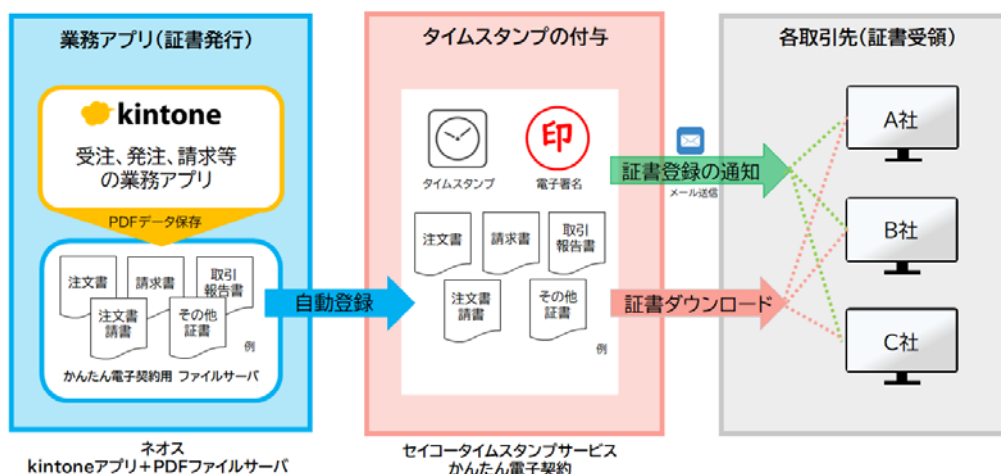 業務アプリ(証書発行)
kintone
受注、発注、請求等
の業務アプリ
PDFデータ保存
注文書
請求書
取引
報告書
注文書
請書
その他
証書
例
かんたん電子契約用 ファイルサーバ
ネオス
kintoneアプリ+PDFファイルサーバ
自動登録
タイムスタンプの付与
タイムスタンプ
印
電子署名
注文書
請求書
取引
報告書
注文書
請書
その他
証書
例
セイコータイムスタンプサービス
かんたん電子契約
証書登録の通知
メール送信
証書ダウンロード
各取引先(証書受領)
A社
B社
C社